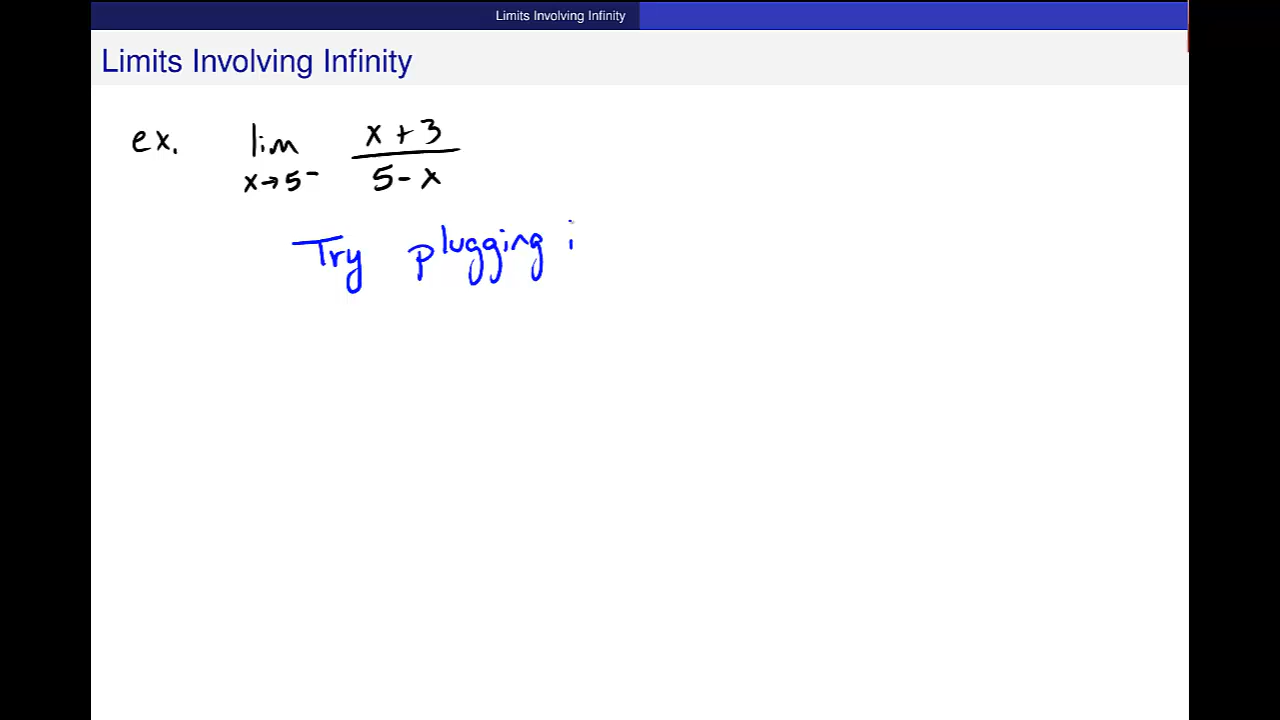 Limits Involving Infinity
Limits Involving Infinity
ex. lim x→5⁻ x + 3 / 5 - x
Try plugging i